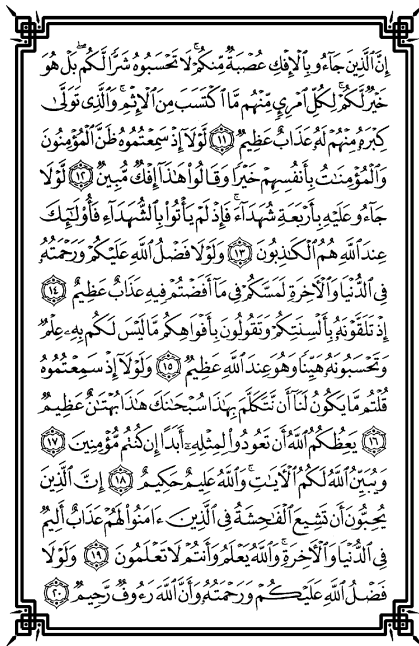 إِنَّ ٱلَّذِينَ جَآءُو بِٱلْإِفْكِ عُصْبَةٌ مِّنكُمْ ۚ لَا تَحْسَبُوهُ شَرًّا لَّكُم ۖ بَلْ هُوَ
خَيْرٌ لَّكُمْ ۚ لِكُلِّ ٱمْرِئٍ مِّنْهُم مَّا ٱكْتَسَبَ مِنَ ٱلْإِثْمِ ۚ وَٱلَّذِى تَوَلَّىٰ
كِبْرَهُۥ مِنْهُمْ لَهُۥ عَذَابٌ عَظِيمٌ ١١ لَّوْلَآ إِذْ سَمِعْتُمُوهُ ظَنَّ ٱلْمُؤْمِنُونَ
وَٱلْمُؤْمِنَٰتُ بِأَنفُسِهِمْ خَيْرًا وَقَالُوا۟ هَٰذَآ إِفْكٌ مُّبِينٌ ١٢ لَّوْلَا
جَآءُو عَلَيْهِ بِأَرْبَعَةِ شُهَدَآءَ ۚ فَإِذْ لَمْ يَأْتُوا۟ بِٱلشُّهَدَآءِ فَأُو۟لَٰٓئِكَ
عِندَ ٱللَّهِ هُمُ ٱلْكَٰذِبُونَ ١٣ وَلَوْلَا فَضْلُ ٱللَّهِ عَلَيْكُمْ وَرَحْمَتُهُۥ
فِى ٱلدُّنْيَا وَٱلْءَاخِرَةِ لَمَسَّكُمْ فِى مَآ أَفَضْتُمْ فِيهِ عَذَابٌ عَظِيمٌ ١٤
إِذْ تَلَقَّوْنَهُۥ بِأَلْسِنَتِكُمْ وَتَقُولُونَ بِأَفْوَاهِكُم مَّا لَيْسَ لَكُم بِهِۦ عِلْمٌ
وَتَحْسَبُونَهُۥ هَيِّنًا وَهُوَ عِندَ ٱللَّهِ عَظِيمٌ ١٥ وَلَوْلَآ إِذْ سَمِعْتُمُوهُ
قُلْتُم مَّا يَكُونُ لَنَآ أَن نَّتَكَلَّمَ بِهَٰذَا سُبْحَٰنَكَ هَٰذَا بُهْتَٰنٌ عَظِيمٌ
١٦ يَعِظُكُمُ ٱللَّهُ أَن تَعُودُوا۟ لِمِثْلِهِۦٓ أَبَدًا إِن كُنتُم مُّؤْمِنِينَ ١٧
وَيُبَيِّنُ ٱللَّهُ لَكُمُ ٱلْءَايَٰتِ ۚ وَٱللَّهُ عَلِيمٌ حَكِيمٌ ١٨ إِنَّ ٱلَّذِينَ
يُحِبُّونَ أَن تَشِيعَ ٱلْفَٰحِشَةُ فِى ٱلَّذِينَ ءَامَنُوا۟ لَهُمْ عَذَابٌ أَلِيمٌ
فِى ٱلدُّنْيَا وَٱلْءَاخِرَةِ ۚ وَٱللَّهُ يَعْلَمُ وَأَنتُمْ لَا تَعْلَمُونَ ١٩ وَلَوْلَا
فَضْلُ ٱللَّهِ عَلَيْكُمْ وَرَحْمَتُهُۥ وَأَنَّ ٱللَّهَ رَءُوفٌ رَّحِيمٌ ٢٠